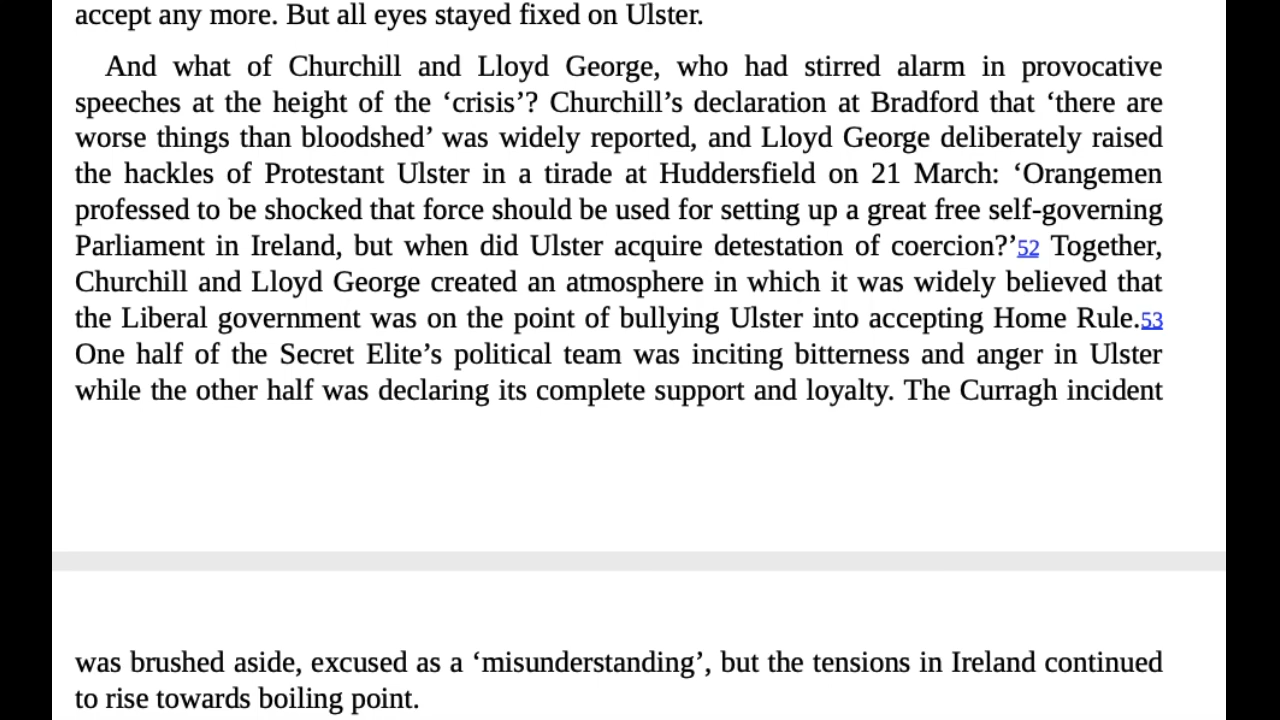 accept any more. But all eyes stayed fixed on Ulster.
And what of Churchill and Lloyd George, who had stirred alarm in provocative
speeches at the height of the ‘crisis’? Churchill’s declaration at Bradford that ‘there are
worse things than bloodshed’ was widely reported, and Lloyd George deliberately raised
the hackles of Protestant Ulster in a tirade at Huddersfield on 21 March: ‘Orangemen
professed to be shocked that force should be used for setting up a great free self-governing
Parliament in Ireland, but when did Ulster acquire detestation of coercion?’52 Together,
Churchill and Lloyd George created an atmosphere in which it was widely believed that
the Liberal government was on the point of bullying Ulster into accepting Home Rule.53
One half of the Secret Elite’s political team was inciting bitterness and anger in Ulster
while the other half was declaring its complete support and loyalty. The Curragh incident
was brushed aside, excused as a ‘misunderstanding’, but the tensions in Ireland continued
to rise towards boiling point.